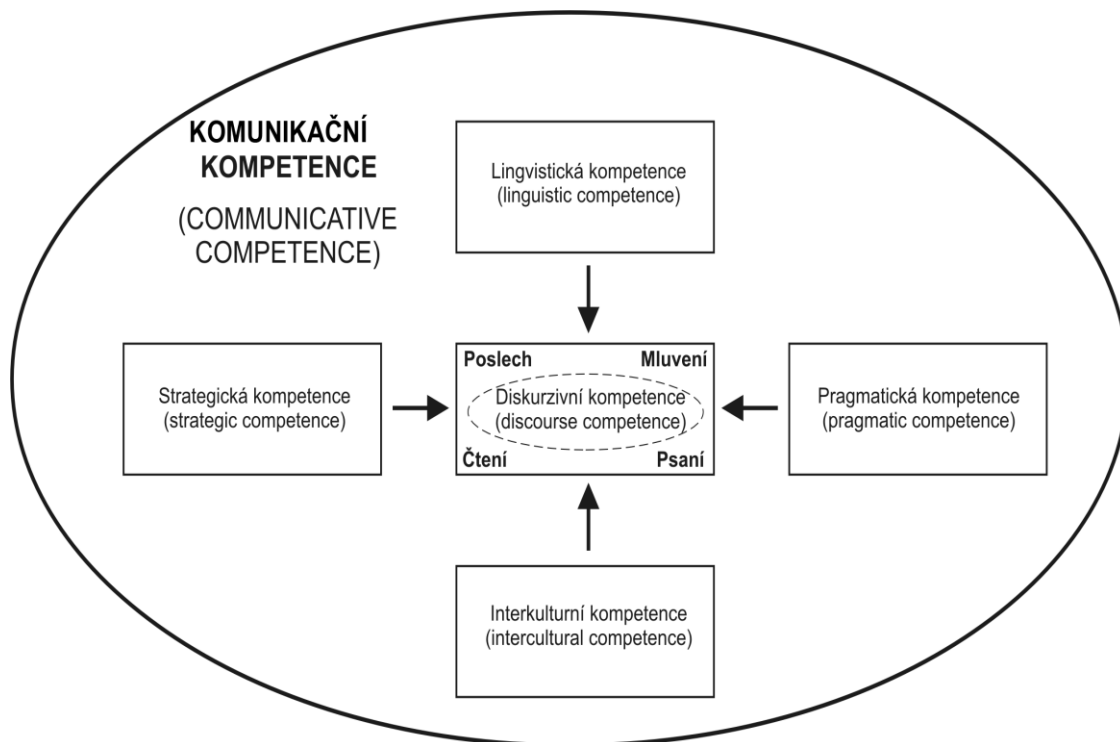 KOMUNIKAČNÍ
KOMPETENCE
(COMMUNICATIVE
COMPETENCE)
Lingvistická kompetence
(linguistic competence)
Strategická kompetence
(strategic competence)
Poslech
Mluvení
Diskurzivní kompetence
(discourse competence)
Čtení
Psaní
Pragmatická kompetence
(pragmatic competence)
Interkulturní kompetence
(intercultural competence)